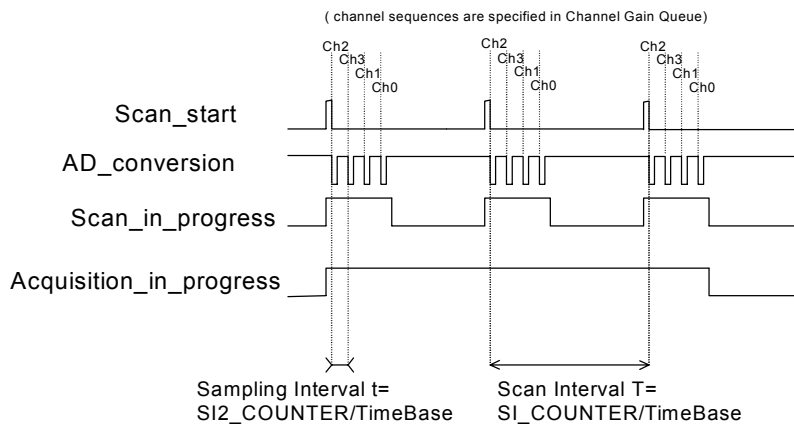 ( channel sequences are specified in Channel Gain Queue)
Ch2
Ch3
Ch1
Ch0
Ch2
Ch3
Ch1
Ch0
Ch2
Ch3
Ch1
Ch0
Scan_start
AD_conversion
Scan_in_progress
Acquisition_in_progress
Sampling Interval t=
SI2_COUNTER/TimeBase
Scan Interval T=
SI_COUNTER/TimeBase